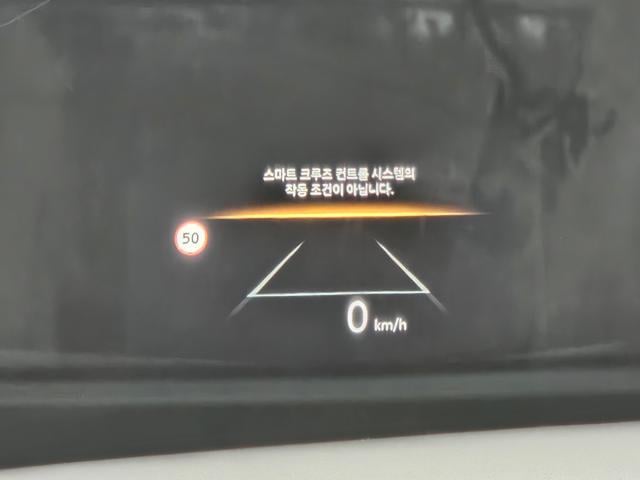 스마트 크루즈 컨트롤 시스템의
작동 조건이 아닙니다.
50
0 km/h